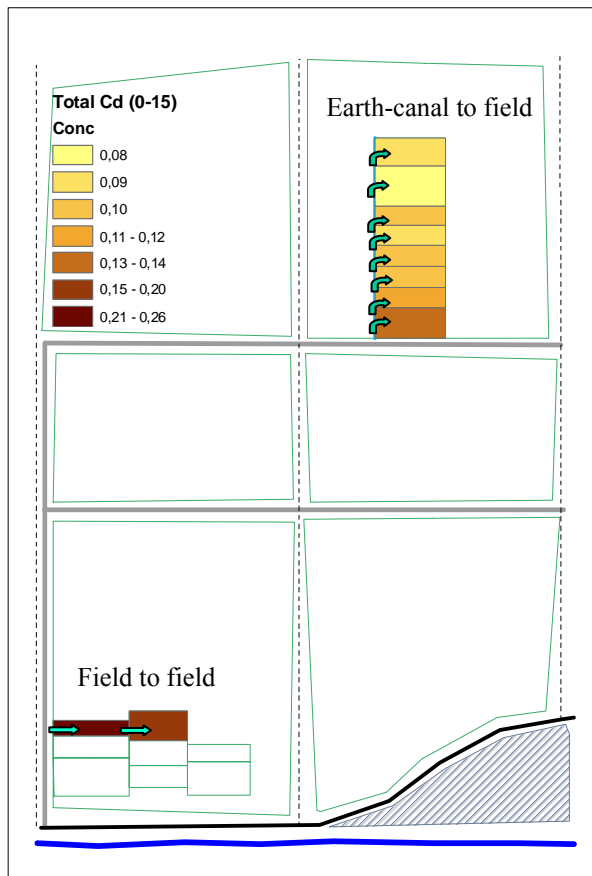 Total Cd (0-15)
Conc
0,08
0,09
0,10
0,11 - 0,12
0,13 - 0,14
0,15 - 0,20
0,21 - 0,26
Earth-canal to field
Field to field